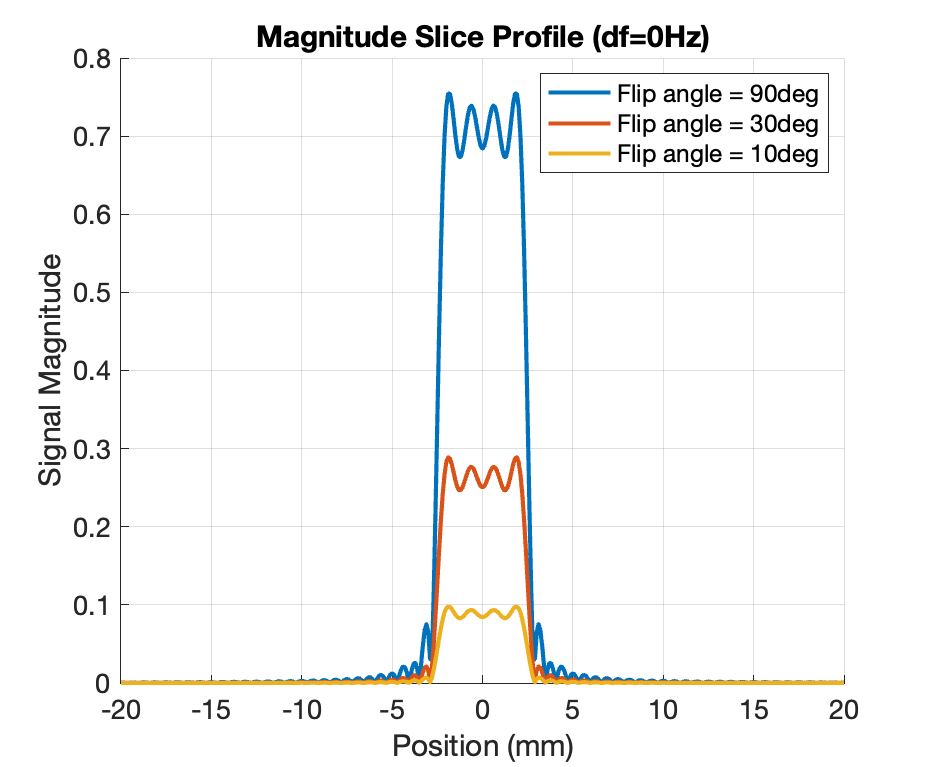 Magnitude Slice Profile (df=0Hz)
0.8
0.7
0.6
0.5
0.4
0.3
0.2
0.1
0
Signal Magnitude
Flip angle = 90deg
Flip angle = 30deg
Flip angle = 10deg
-20 -15 -10 -5 0 5 10 15 20
Position (mm)